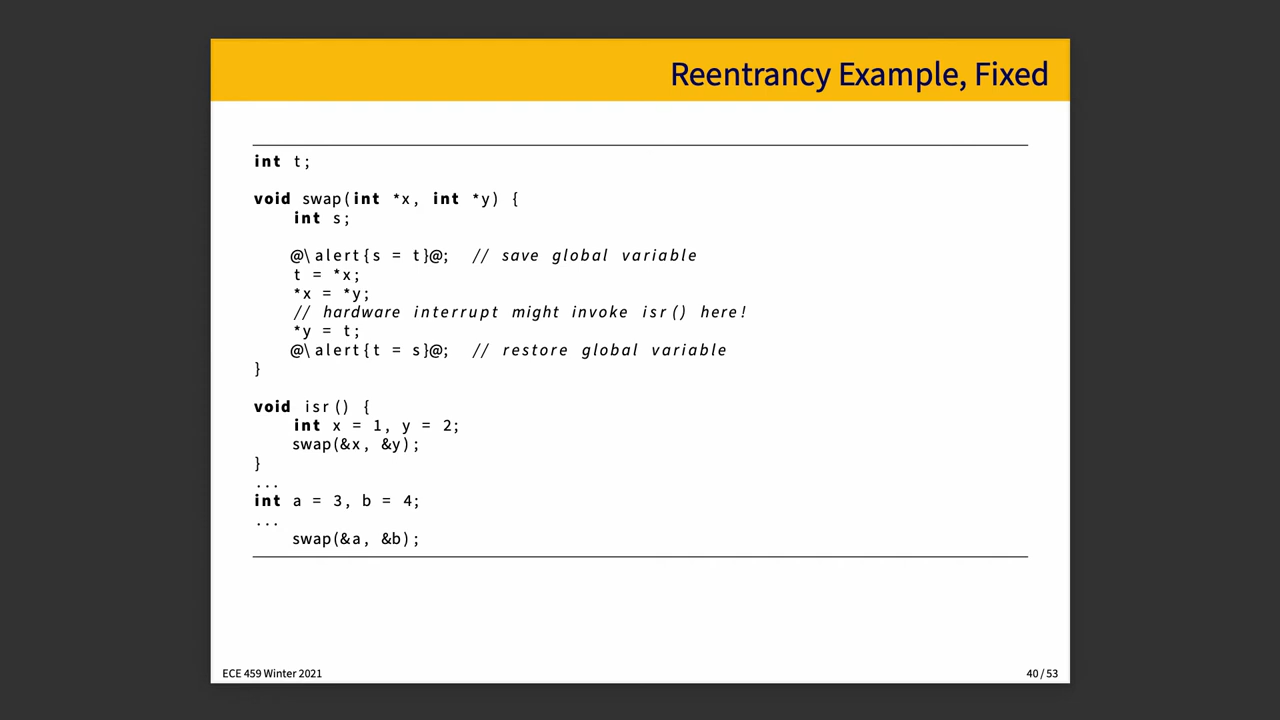 Reentrancy Example, Fixed
int t;
void swap(int *x, int *y) {
int s;
@\alert{s = t}@; // save global variable
t = *x;
*x = *y;
// hardware interrupt might invoke isr() here!
*y = t;
@\alert{t = s}@; // restore global variable
}
void isr() {
int x = 1, y = 2;
swap(&x, &y);
}
...
int a = 3, b = 4;
...
swap(&a, &b);
ECE 459 Winter 2021
40 / 53